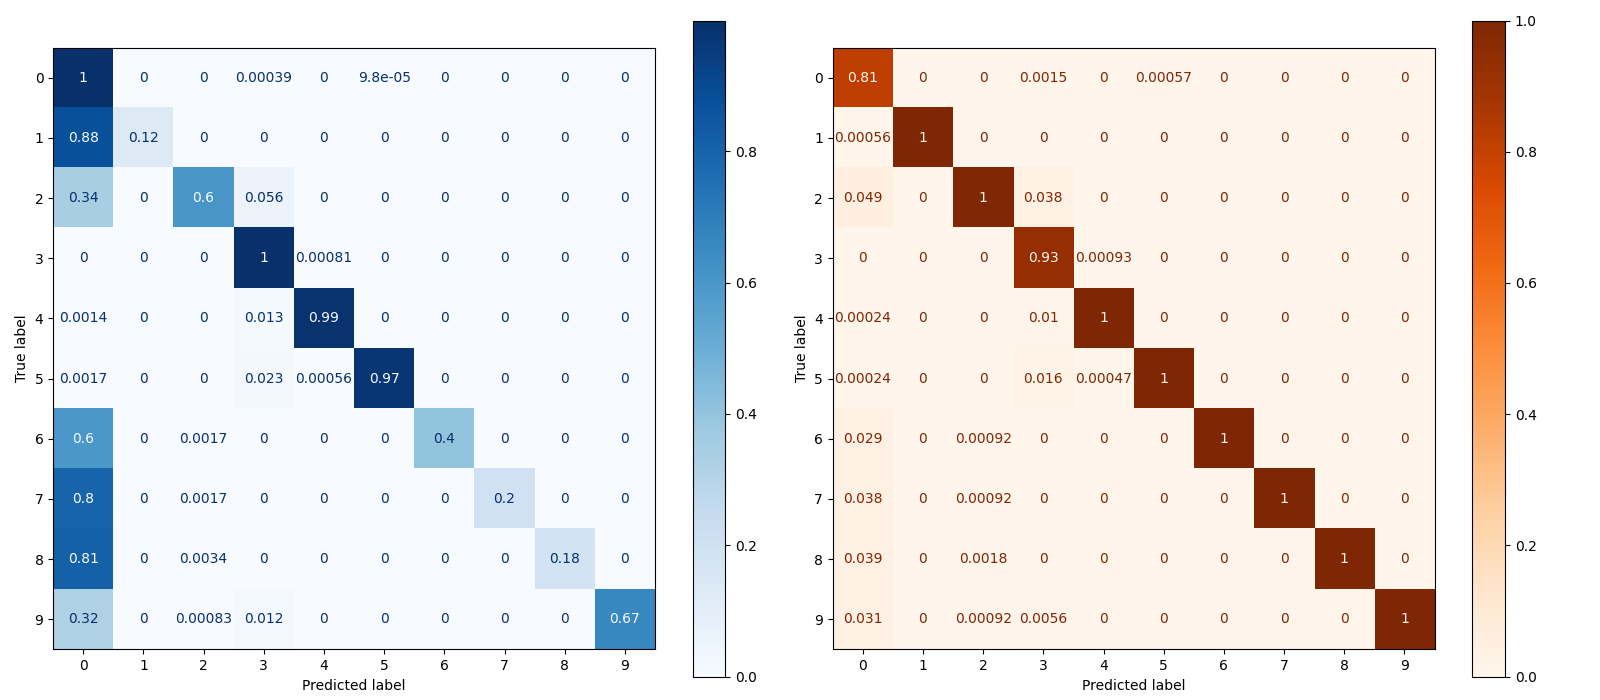 0 1 0 0 0.00039 0 9.8e-05 0 0 0 0
1 0.88 0.12 0 0 0 0 0 0 0 0
2 0.34 0 0.6 0.056 0 0 0 0 0 0
3 0 0 0 1 0.00081 0 0 0 0 0
4 0.0014 0 0 0.013 0.99 0 0 0 0 0
5 0.0017 0 0 0.023 0.00056 0.97 0 0 0 0
6 0.6 0 0.0017 0 0 0 0.4 0 0 0
7 0.8 0 0.0017 0 0 0 0 0.2 0 0
8 0.81 0 0.0034 0 0 0 0 0 0.18 0
9 0.32 0 0.00083 0.012 0 0 0 0 0 0.67
0 1 2 3 4 5 6 7 8 9
True label
Predicted label
0.8
0.6
0.4
0.2
0.0
0 0.81 0 0 0.0015 0 0.00057 0 0 0 0
1 0.00056 1 0 0 0 0 0 0 0 0
2 0.049 0 1 0.038 0 0 0 0 0 0
3 0 0 0 0.93 0.00093 0 0 0 0 0
4 0.00024 0 0 0.01 1 0 0 0 0 0
5 0.00024 0 0 0.016 0.00047 1 0 0 0 0
6 0.029 0 0.00092 0 0 0 1 0 0 0
7 0.038 0 0.00092 0 0 0 0 1 0 0
8 0.039 0 0.0018 0 0 0 0 0 1 0
9 0.031 0 0.00092 0.0056 0 0 0 0 0 1
0 1 2 3 4 5 6 7 8 9
True label
Predicted label
1.0
0.8
0.6
0.4
0.2
0.0